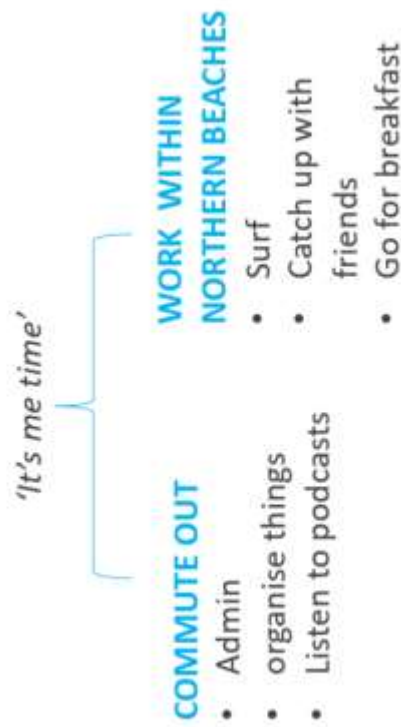 'It's me time'
COMMUTE OUT
• Admin
• organise things
• Listen to podcasts
WORK WITHIN
NORTHERN BEACHES
• Surf
• Catch up with
friends
• Go for breakfast